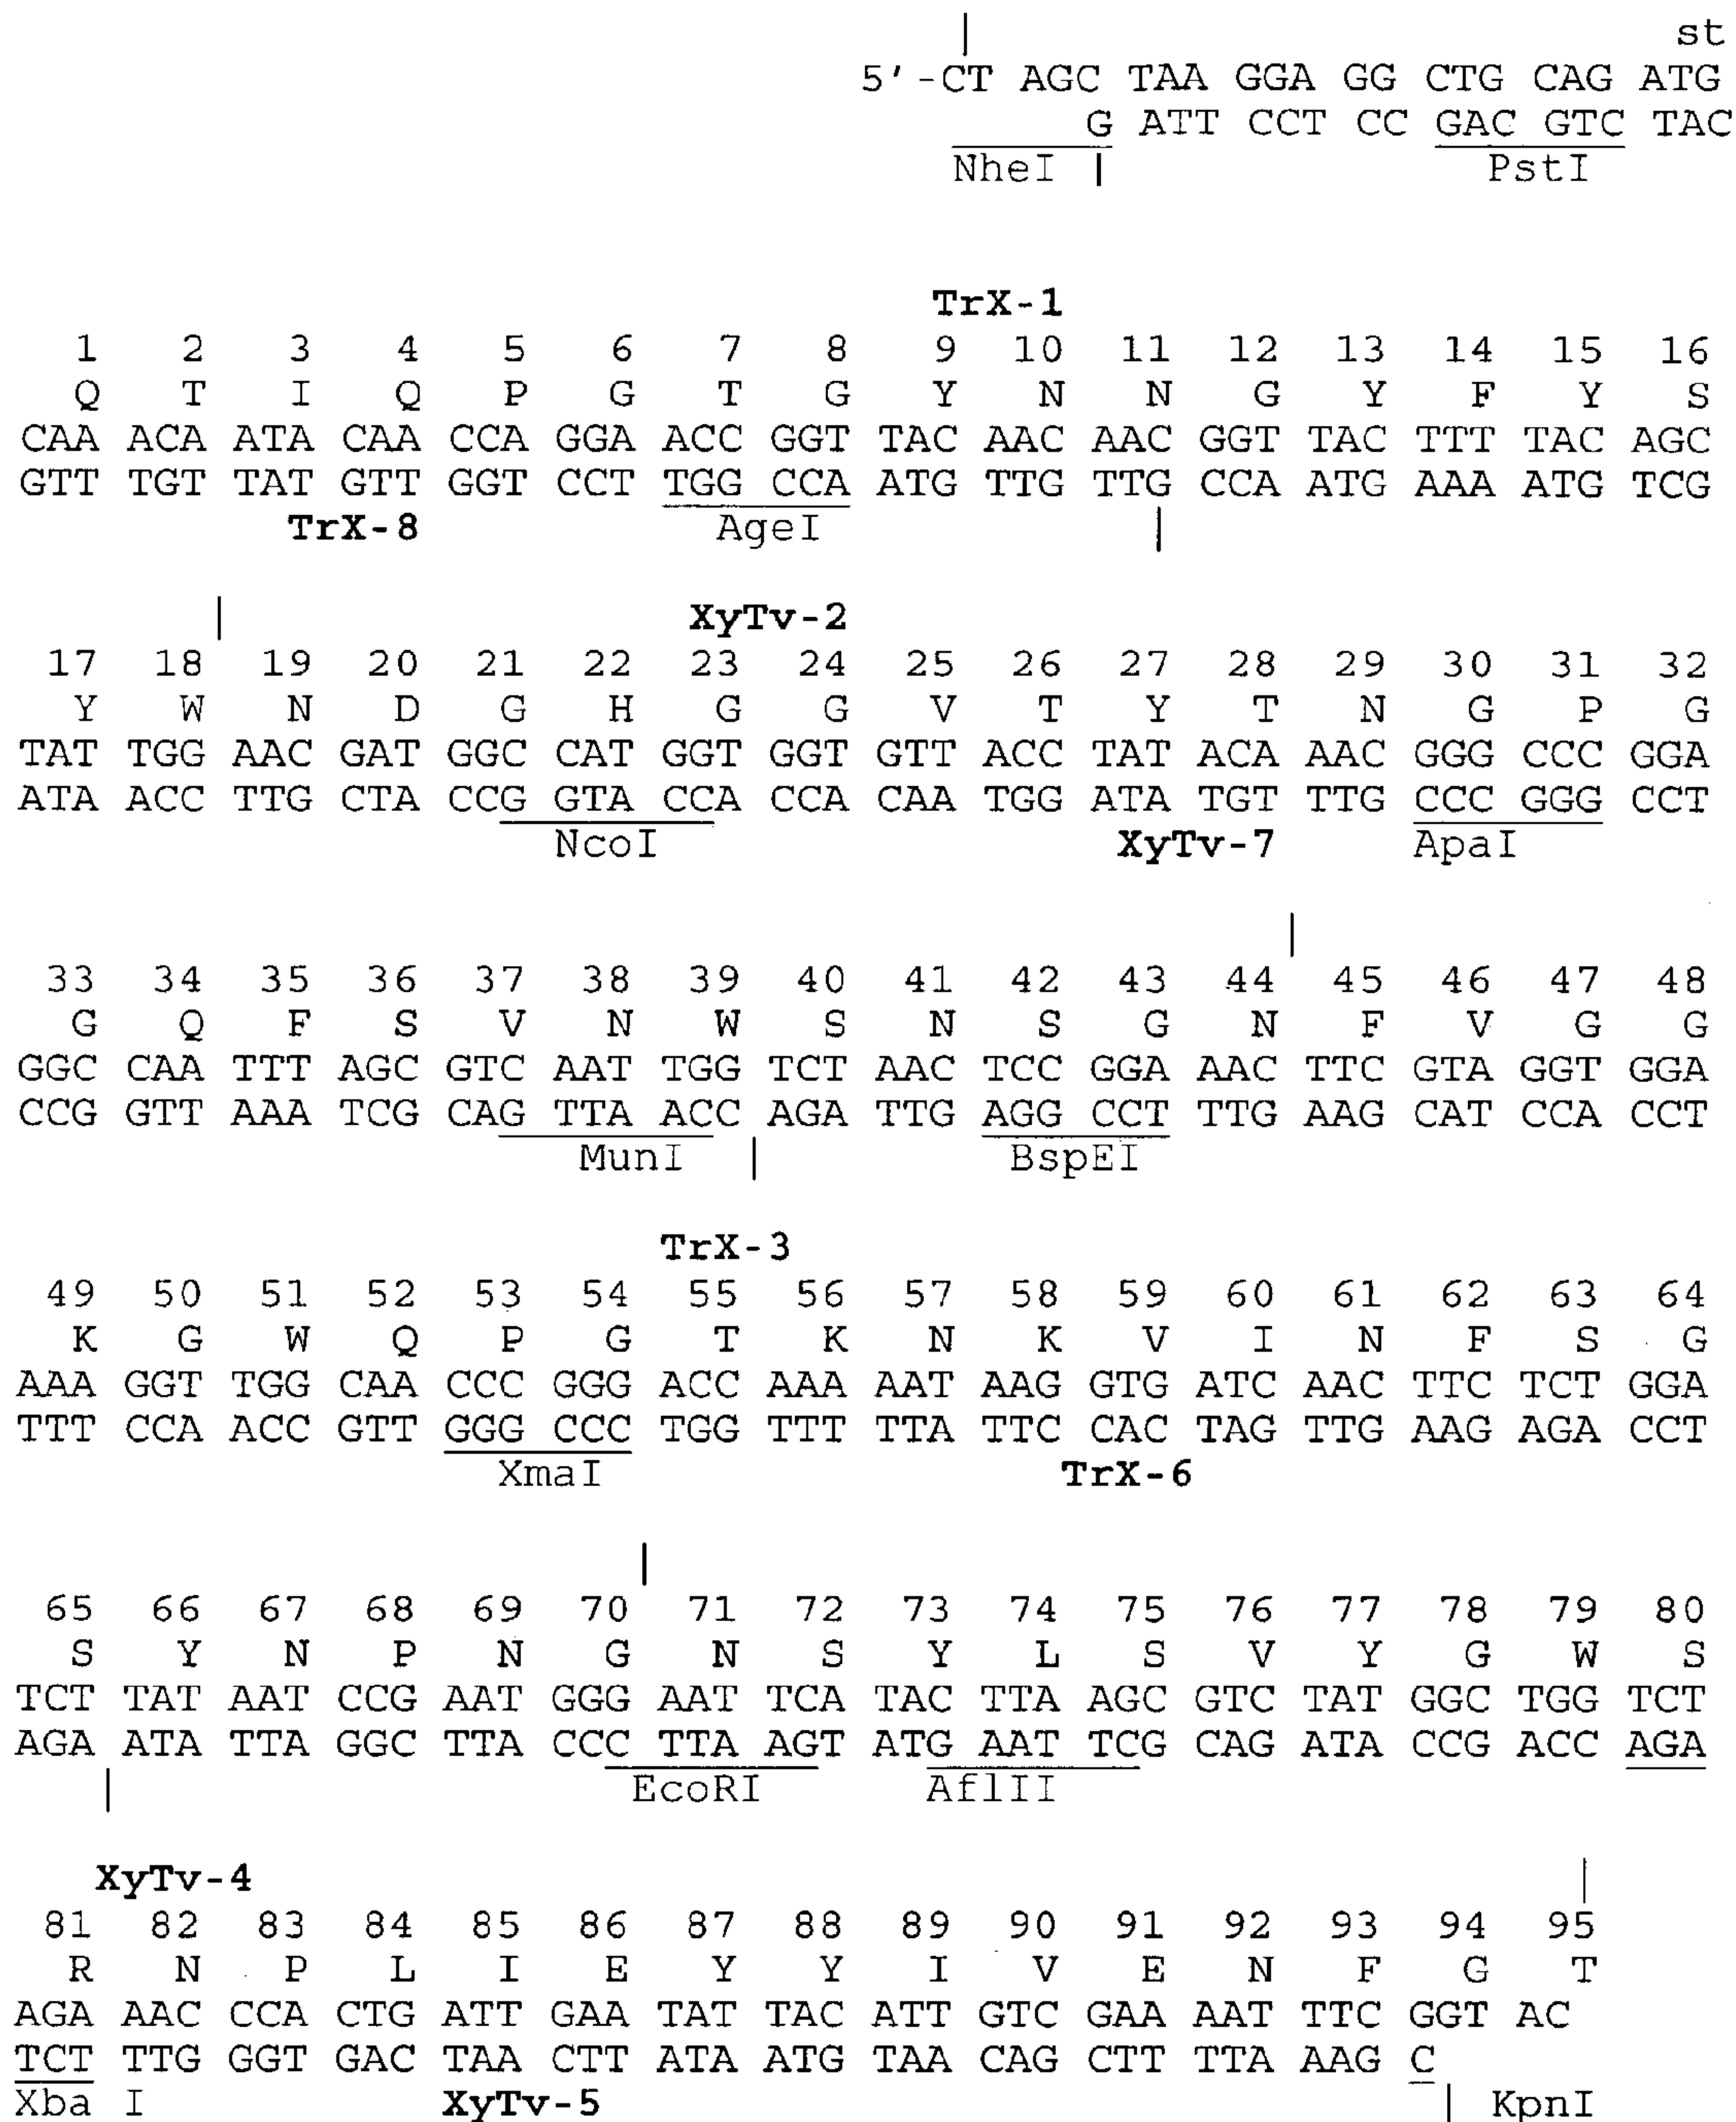 st
5'-CT AGC TAA GGA GG CTG CAG ATG
G ATT CCT CC GAC GTC TAC
NheI PstI
TrX-1
1 2 3 4 5 6 7 8 9 10 11 12 13 14 15 16
Q T I Q P G T G Y N N G Y F Y S
CAA ACA ATA CAA CCA GGA ACC GGT TAC AAC AAC GGT TAC TTT TAC AGC
GTT TGT TAT GTT GGT CCT TGG CCA ATG TTG TTG CCA ATG AAA ATG TCG
TrX-8 AgeI
XyTv-2
17 18 19 20 21 22 23 24 25 26 27 28 29 30 31 32
Y W N D G H G G V T Y T N G P G
TAT TGG AAC GAT GGC CAT GGT GGT GTT ACC TAT ACA AAC GGG CCC GGA
ATA ACC TTG CTA CCG GTA CCA CCA CAA TGG ATA TGT TTG CCC GGG CCT
NcoI XyTv-7 ApaI
33 34 35 36 37 38 39 40 41 42 43 44 45 46 47 48
G Q F S V N W S N S G N F V G G
GGC CAA TTT AGC GTC AAT TGG TCT AAC TCC GGA AAC TTC GTA GGT GGA
CCG GTT AAA TCG CAG TTA ACC AGA TTG AGG CCT TTG AAG CAT CCA CCT
MunI BspEI
TrX-3
49 50 51 52 53 54 55 56 57 58 59 60 61 62 63 64
K G W Q P G T K N K V I N F S G
AAA GGT TGG CAA CCC GGG ACC AAA AAT AAG GTG ATC AAC TTC TCT GGA
TTT CCA ACC GTT GGG CCC TGG TTT TTA TTC CAC TAG TTG AAG AGA CCT
XmaI TrX-6
65 66 67 68 69 70 71 72 73 74 75 76 77 78 79 80
S Y N P N G N S Y L S V Y G W S
TCT TAT AAT CCG AAT GGG AAT TCA TAC TTA AGC GTC TAT GGC TGG TCT
AGA ATA TTA GGC TTA CCC TTA AGT ATG AAT TCG CAG ATA CCG ACC AGA
EcoRI AflII
XyTv-4
81 82 83 84 85 86 87 88 89 90 91 92 93 94 95
R N P L I E Y Y I V E N F G T
AGA AAC CCA CTG ATT GAA TAT TAC ATT GTC GAA AAT TTC GGT AC
TCT TTG GGT GAC TAA CTT ATA ATG TAA CAG CTT TTA AAG C
Xba I XyTv-5 KpnI